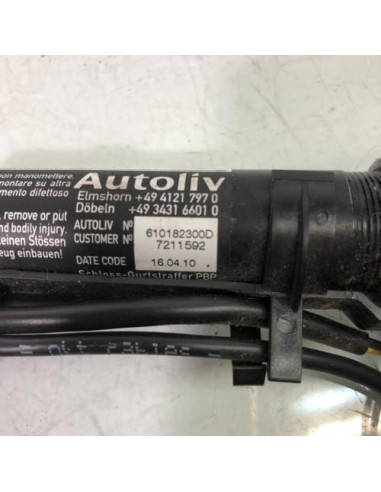 non manomettere,
montare su altra
mento difettoso
, remove or put
nd bodily injury.
keinen Stössen
eug einbauen!
Autoliv
Elmshorn +49 4121 797 0
Döbeln +49 3431 6601 0
AUTOLIV Nº 610182300D
CUSTOMER Nº 7211592
DATE CODE 16.04.10
Schloss-Gurtstraffer PBP